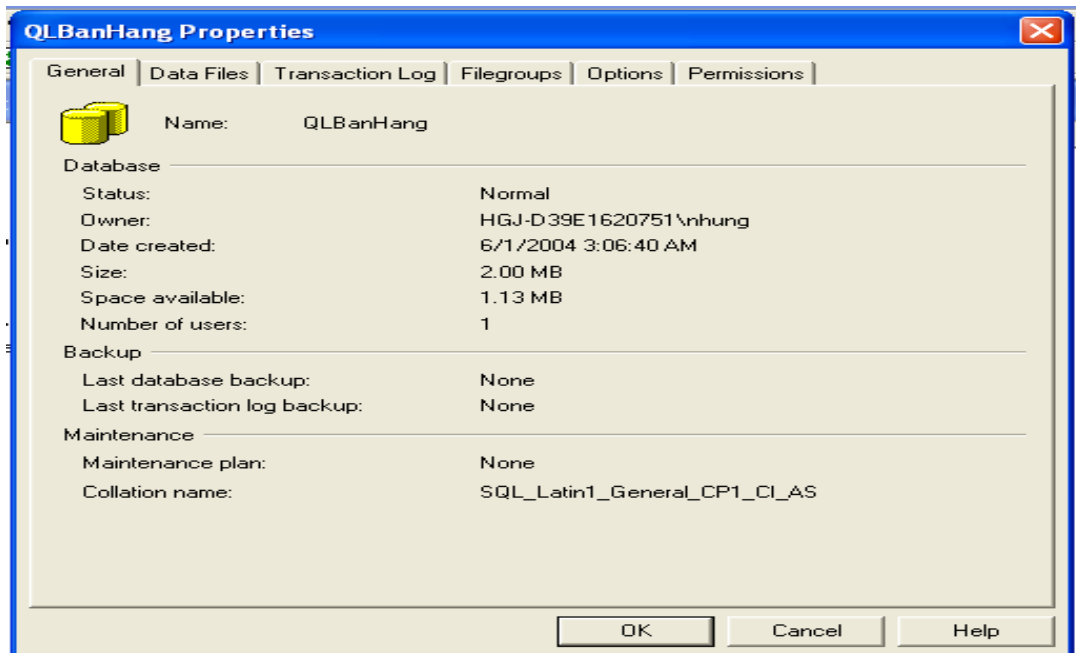 QLBanHang Properties
General Data Files Transaction Log Filegroups Options Permissions
Name: QLBanHang
Database
Status: Normal
Owner: HGJ-D39E1620751\nhung
Date created: 6/1/2004 3:06:40 AM
Size: 2.00 MB
Space available: 1.13 MB
Number of users: 1
Backup
Last database backup: None
Last transaction log backup: None
Maintenance
Maintenance plan: None
Collation name: SQL_Latin1_General_CP1_CI_AS
OK Cancel Help